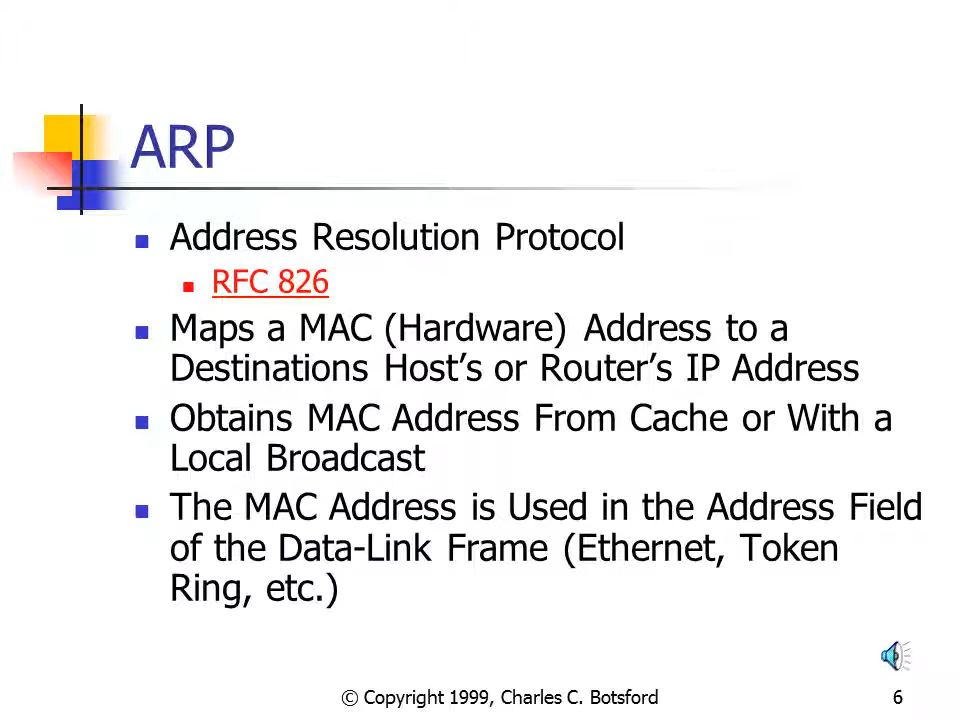 ARP
Address Resolution Protocol
RFC 826
Maps a MAC (Hardware) Address to a
Destinations Host’s or Router’s IP Address
Obtains MAC Address From Cache or With a
Local Broadcast
The MAC Address is Used in the Address Field
of the Data-Link Frame (Ethernet, Token
Ring, etc.)
© Copyright 1999, Charles C. Botsford
6